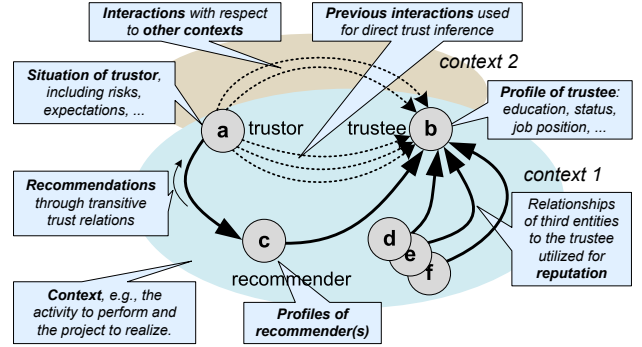 Interactions with respect
to other contexts
Previous interactions used
for direct trust inference
context 2
Situation of trustor,
including risks,
expectations, ...
Profile of trustee:
education, status,
job position, ...
a
trustor
trustee
b
context 1
Recommendations
through transitive
trust relations
Relationships
of third entities
to the trustee
utilized for
reputation
c
d
e
f
recommender
Context, e.g., the
activity to perform and
the project to realize.
Profiles of
recommender(s)